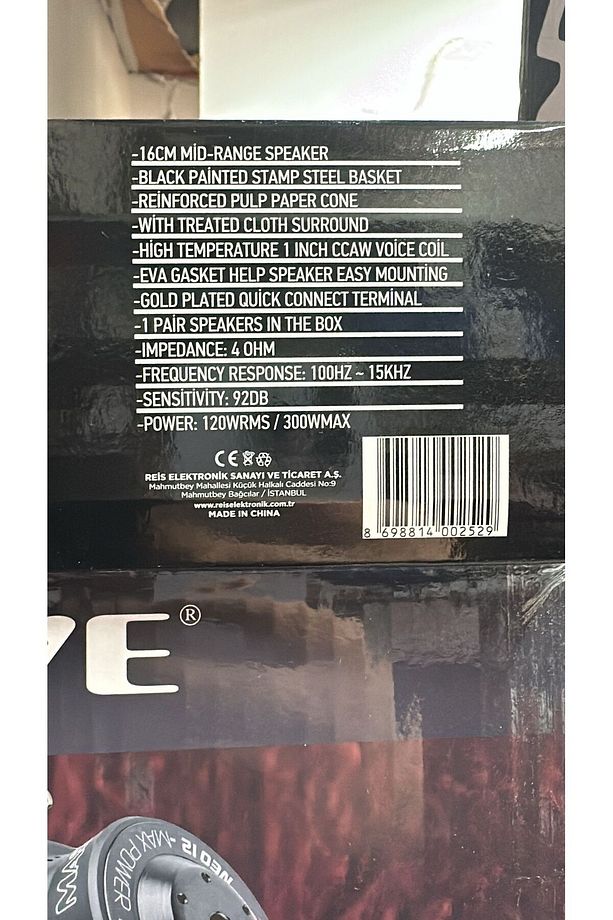 -16CM MİD-RANGE SPEAKER
-BLACK PAINTED STAMP STEEL BASKET
-REİNFORCED PULP PAPER CONE
-WİTH TREATED CLOTH SURROUND
-HİGH TEMPERATURE 1 INCH CCAW VOİCE COİL
-EVA GASKET HELP SPEAKER EASY MOUNTİNG
-GOLD PLATED QUİCK CONNECT TERMİNAL
-1 PAİR SPEAKERS İN THE BOX
-IMPEDANCE: 4 OHM
-FREQUENCY RESPONSE: 100HZ ~ 15KHZ
-SENSİTİVİTY: 92DB
-POWER: 120WRMS / 300WMAX
CE
REİS ELEKTRONİK SANAYİ VE TİCARET A.Ş.
Mahmutbey Mahallesi Küçük Halkalı Caddesi No:9
Mahmutbey Bağcılar / İSTANBUL
www.reiselektronik.com.tr
MADE IN CHINA
8 698814 002529
VE®
NEO 12 - MAX POWER